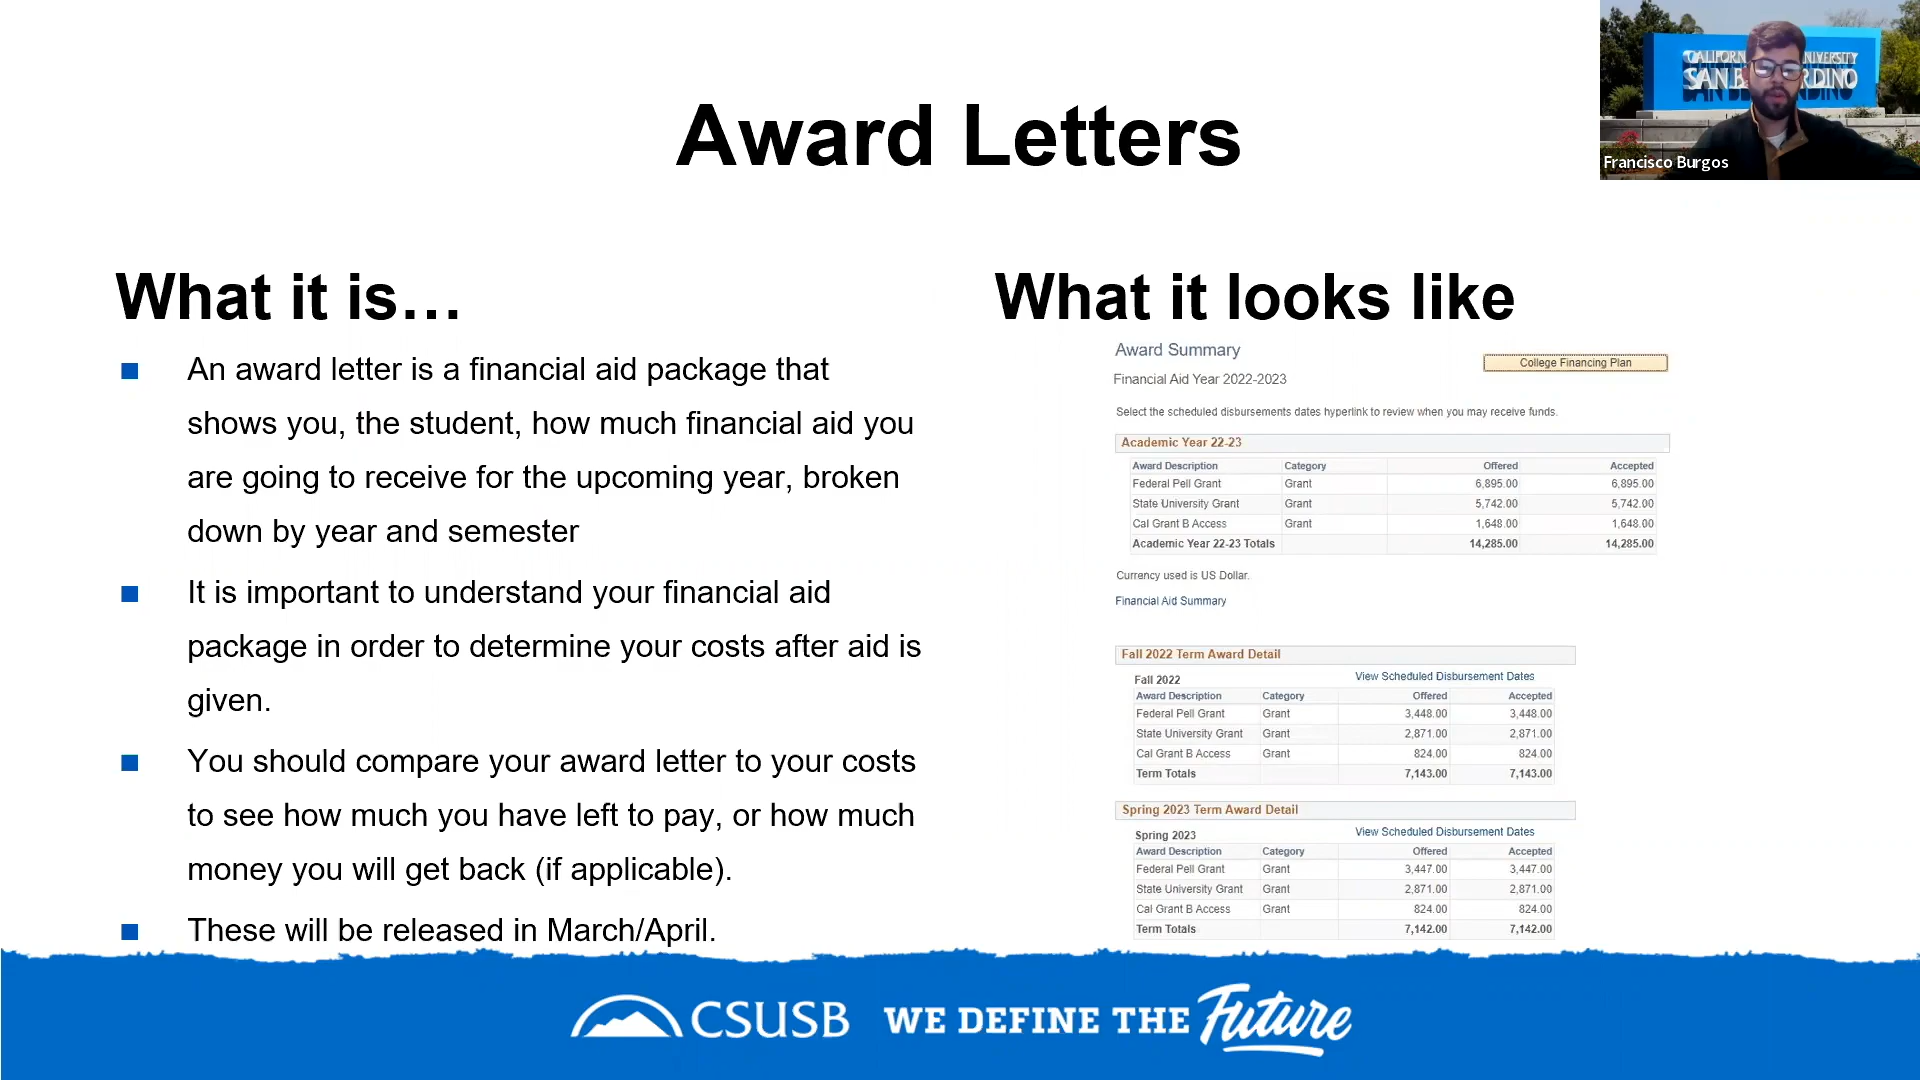 Award Letters
CALIFORN NIVERSITY
SAN B RDINO
Francisco Burgos
What it is…
An award letter is a financial aid package that
shows you, the student, how much financial aid you
are going to receive for the upcoming year, broken
down by year and semester
It is important to understand your financial aid
package in order to determine your costs after aid is
given.
You should compare your award letter to your costs
to see how much you have left to pay, or how much
money you will get back (if applicable).
These will be released in March/April.
What it looks like
Award Summary
College Financing Plan
Financial Aid Year 2022-2023
Select the scheduled disbursements dates hyperlink to review when you may receive funds.
Academic Year 22-23
Award Description Category Offered Accepted
Federal Pell Grant Grant 6,895.00 6,895.00
State University Grant Grant 5,742.00 5,742.00
Cal Grant B Access Grant 1,648.00 1,648.00
Academic Year 22-23 Totals 14,285.00 14,285.00
Currency used is US Dollar.
Financial Aid Summary
Fall 2022 Term Award Detail
Fall 2022 View Scheduled Disbursement Dates
Award Description Category Offered Accepted
Federal Pell Grant Grant 3,448.00 3,448.00
State University Grant Grant 2,871.00 2,871.00
Cal Grant B Access Grant 824.00 824.00
Term Totals 7,143.00 7,143.00
Spring 2023 Term Award Detail
Spring 2023 View Scheduled Disbursement Dates
Award Description Category Offered Accepted
Federal Pell Grant Grant 3,447.00 3,447.00
State University Grant Grant 2,871.00 2,871.00
Cal Grant B Access Grant 824.00 824.00
Term Totals 7,142.00 7,142.00
CSUSB WE DEFINE THE Future